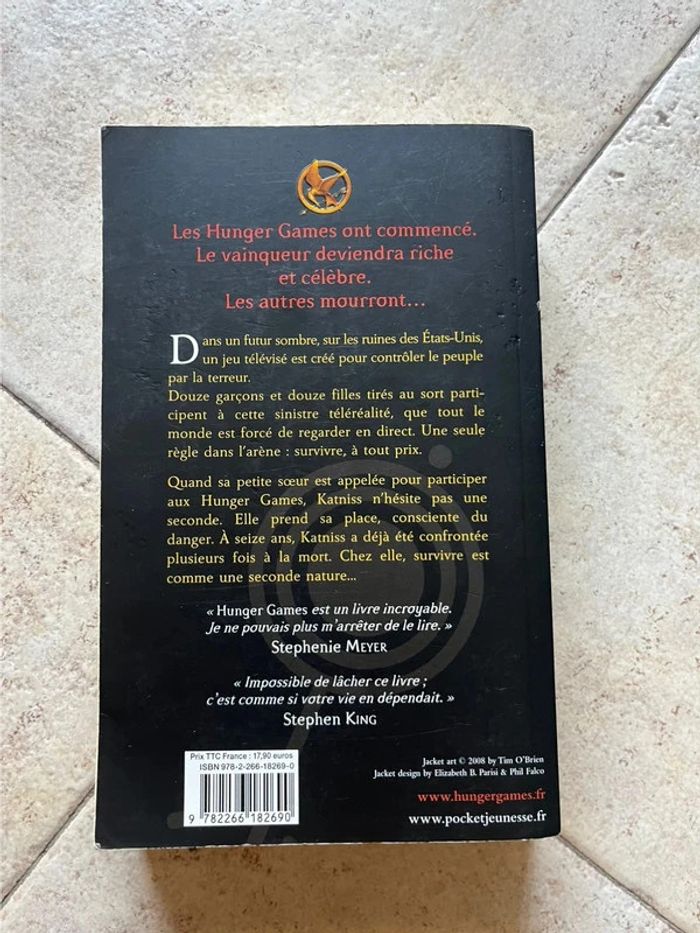 Les Hunger Games ont commencé.
Le vainqueur deviendra riche
et célèbre.
Les autres mourront...
Dans un futur sombre, sur les ruines des États-Unis,
un jeu télévisé est créé pour contrôler le peuple
par la terreur.
Douze garçons et douze filles tirés au sort parti-
cipent à cette sinistre téléréalité, que tout le
monde est forcé de regarder en direct. Une seule
règle dans l'arène : survivre, à tout prix.
Quand sa petite sœur est appelée pour participer
aux Hunger Games, Katniss n'hésite pas une
seconde. Elle prend sa place, consciente du
danger. À seize ans, Katniss a déjà été confrontée
plusieurs fois à la mort. Chez elle, survivre est
comme une seconde nature...
« Hunger Games est un livre incroyable.
Je ne pouvais plus m'arrêter de le lire. »
Stephenie MEYER
« Impossible de lâcher ce livre ;
c'est comme si votre vie en dépendait. »
Stephen KING
Prix TTC France : 17,90 euros
ISBN 978-2-266-18269-0
9 782266 182690
Jacket art © 2008 by Tim O'Brien
Jacket design by Elizabeth B. Parisi & Phil Falco
www.hungergames.fr
www.pocketjeunesse.fr